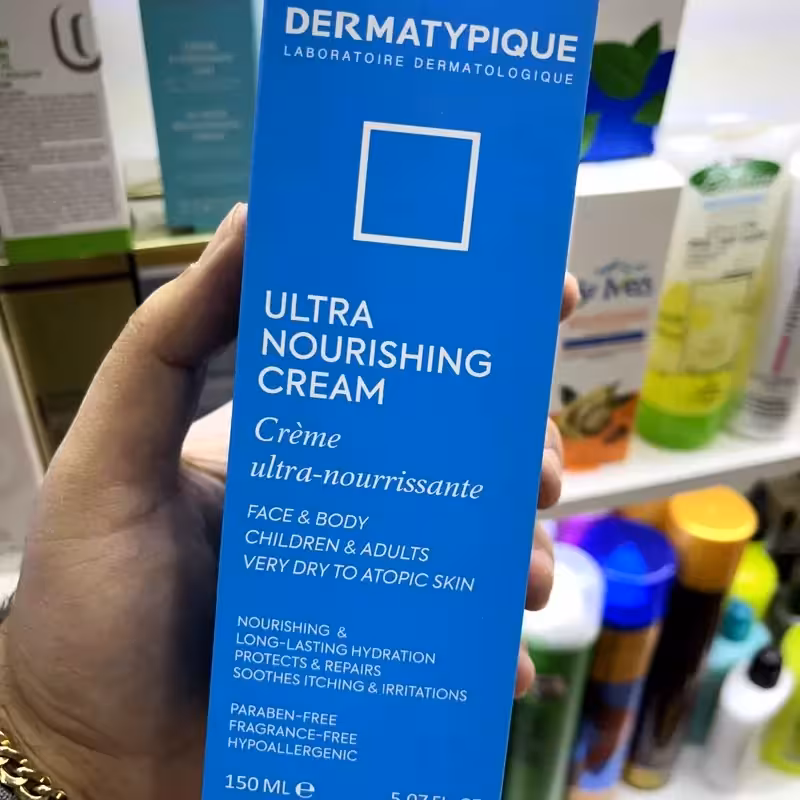 DERMATYPIQUE
LABORATOIRE DERMATOLOGIQUE
ULTRA
NOURISHING
CREAM
Crème
ultra-nourrissante
FACE & BODY
CHILDREN & ADULTS
VERY DRY TO ATOPIC SKIN
NOURISHING &
LONG-LASTING HYDRATION
PROTECTS & REPAIRS
SOOTHES ITCHING & IRRITATIONS
PARABEN-FREE
FRAGRANCE-FREE
HYPOALLERGENIC
150 ML e
Ives